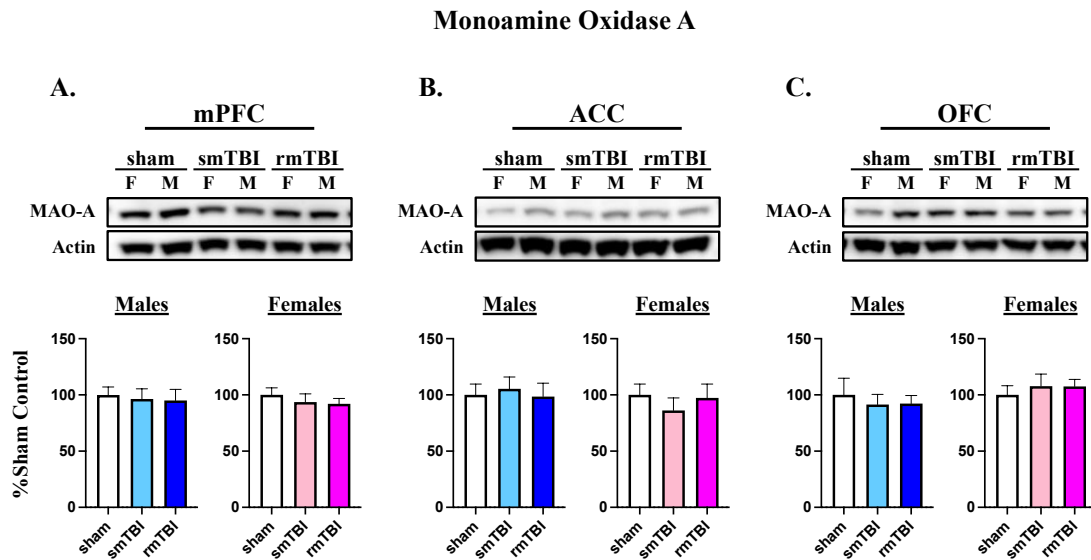 Monoamine Oxidase A
A.
mPFC
sham smTBI rmTBI
F M F M F M
MAO-A
Actin
Males Females
%Sham Control
150 150
100 100
50 50
0 0
sham smTBI rmTBI sham smTBI rmTBI
B.
ACC
sham smTBI rmTBI
F M F M F M
MAO-A
Actin
Males Females
150 150
100 100
50 50
0 0
sham smTBI rmTBI sham smTBI rmTBI
C.
OFC
sham smTBI rmTBI
F M F M F M
MAO-A
Actin
Males Females
150 150
100 100
50 50
0 0
sham smTBI rmTBI sham smTBI rmTBI